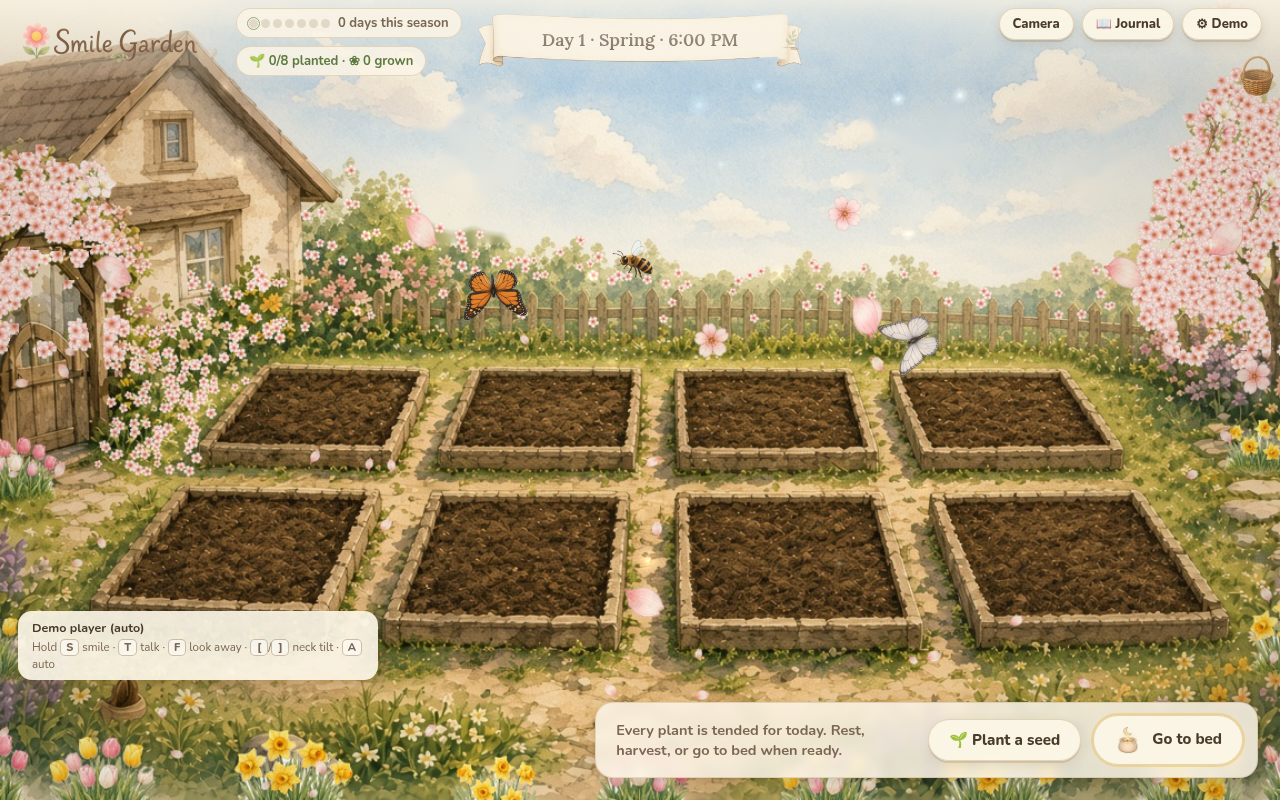 Smile Garden
0 days this season
🌱 0/8 planted · ❀ 0 grown
Day 1 · Spring · 6:00 PM
Camera
📖 Journal
⚙ Demo
Demo player (auto)
Hold S smile · T talk · F look away · [ / ] neck tilt · A
auto
Every plant is tended for today. Rest,
harvest, or go to bed when ready.
🌱 Plant a seed
Go to bed